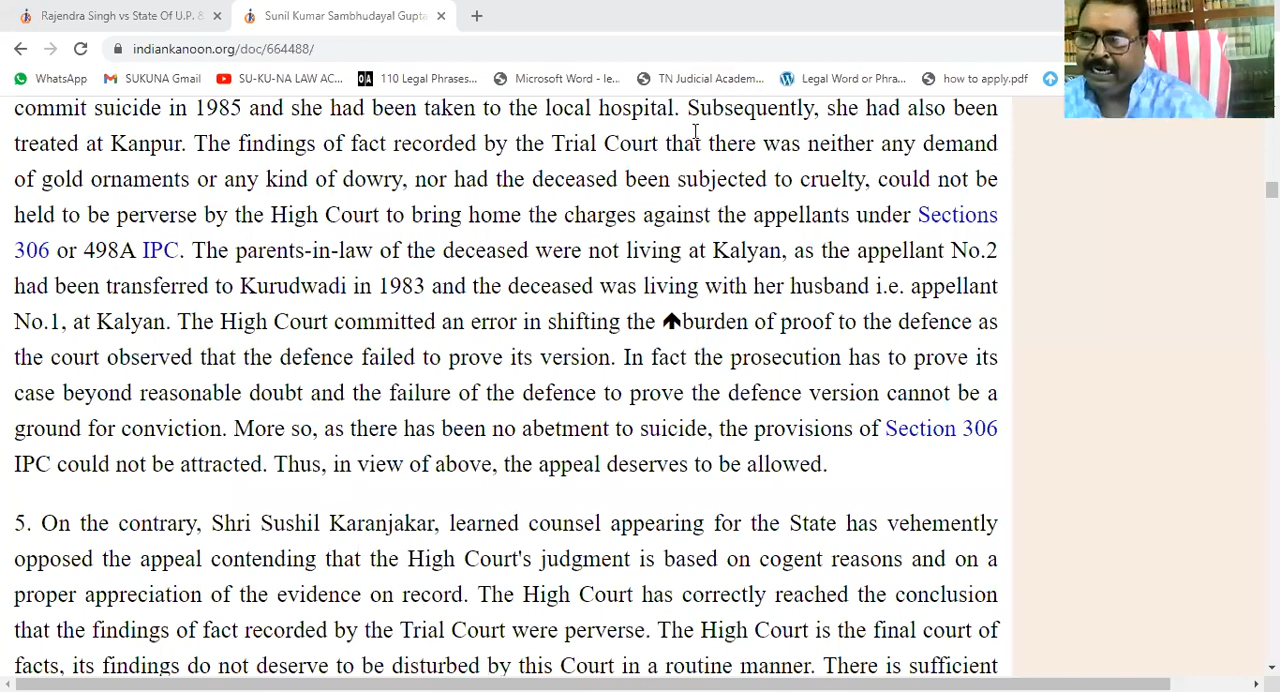 Rajendra Singh vs State Of U.P. &
Sunil Kumar Sambhudayal Gupta
indiankanoon.org/doc/664488/
WhatsApp
SUKUNA Gmail
SU-KU-NA LAW AC...
110 Legal Phrases...
Microsoft Word - le...
TN Judicial Academ...
Legal Word or Phra...
how to apply.pdf
commit suicide in 1985 and she had been taken to the local hospital. Subsequently, she had also been
treated at Kanpur. The findings of fact recorded by the Trial Court that there was neither any demand
of gold ornaments or any kind of dowry, nor had the deceased been subjected to cruelty, could not be
held to be perverse by the High Court to bring home the charges against the appellants under Sections
306 or 498A IPC. The parents-in-law of the deceased were not living at Kalyan, as the appellant No.2
had been transferred to Kurudwadi in 1983 and the deceased was living with her husband i.e. appellant
No.1, at Kalyan. The High Court committed an error in shifting the burden of proof to the defence as
the court observed that the defence failed to prove its version. In fact the prosecution has to prove its
case beyond reasonable doubt and the failure of the defence to prove the defence version cannot be a
ground for conviction. More so, as there has been no abetment to suicide, the provisions of Section 306
IPC could not be attracted. Thus, in view of above, the appeal deserves to be allowed.
5. On the contrary, Shri Sushil Karanjakar, learned counsel appearing for the State has vehemently
opposed the appeal contending that the High Court's judgment is based on cogent reasons and on a
proper appreciation of the evidence on record. The High Court has correctly reached the conclusion
that the findings of fact recorded by the Trial Court were perverse. The High Court is the final court of
facts, its findings do not deserve to be disturbed by this Court in a routine manner. There is sufficient